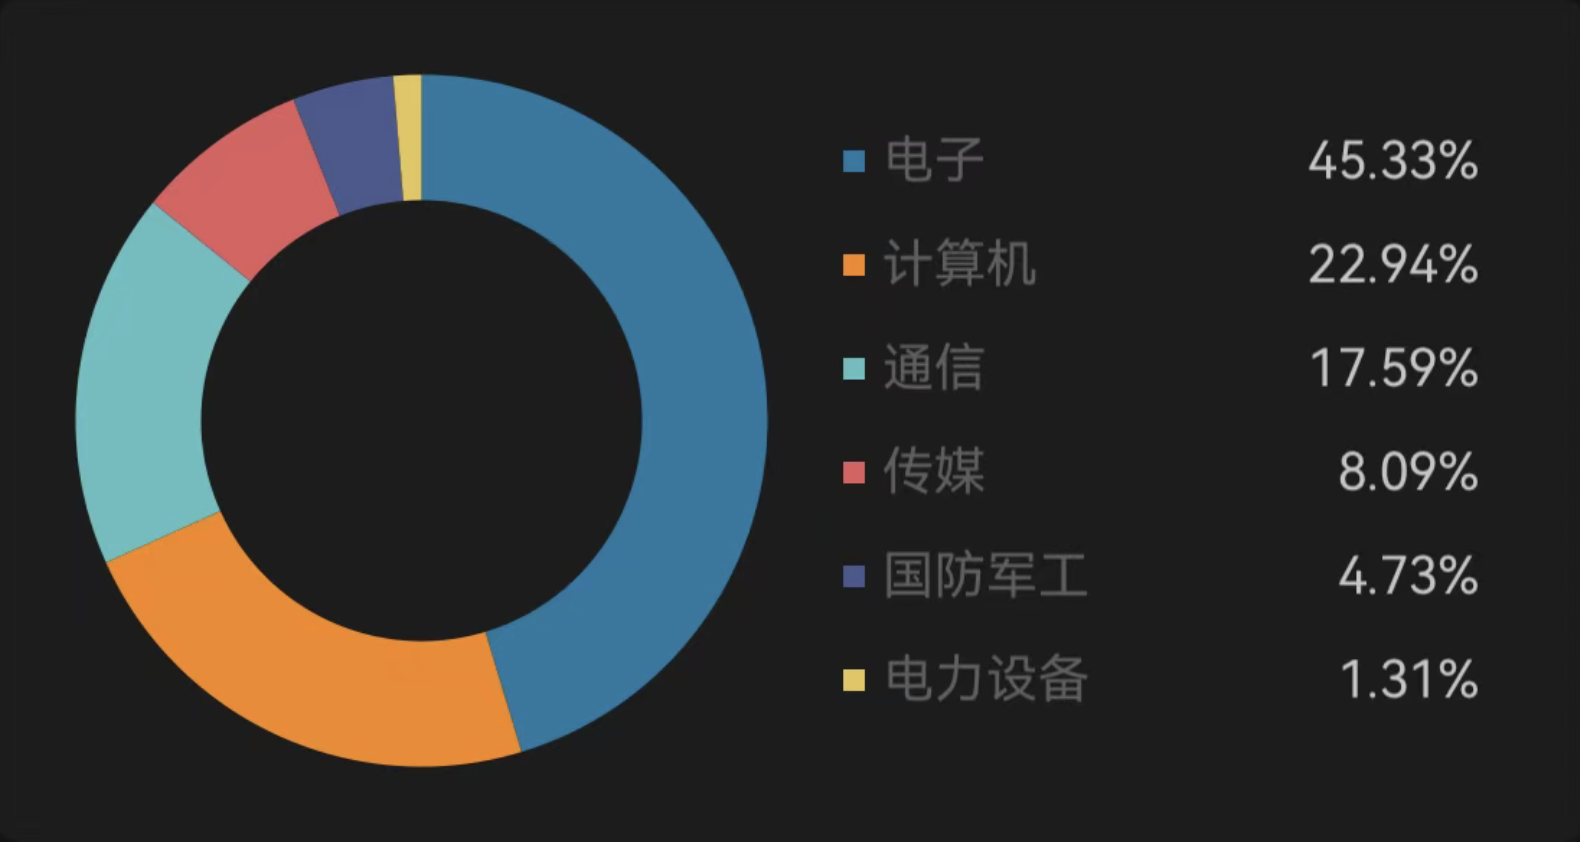 电子 45.33%
计算机 22.94%
通信 17.59%
传媒 8.09%
国防军工 4.73%
电力设备 1.31%